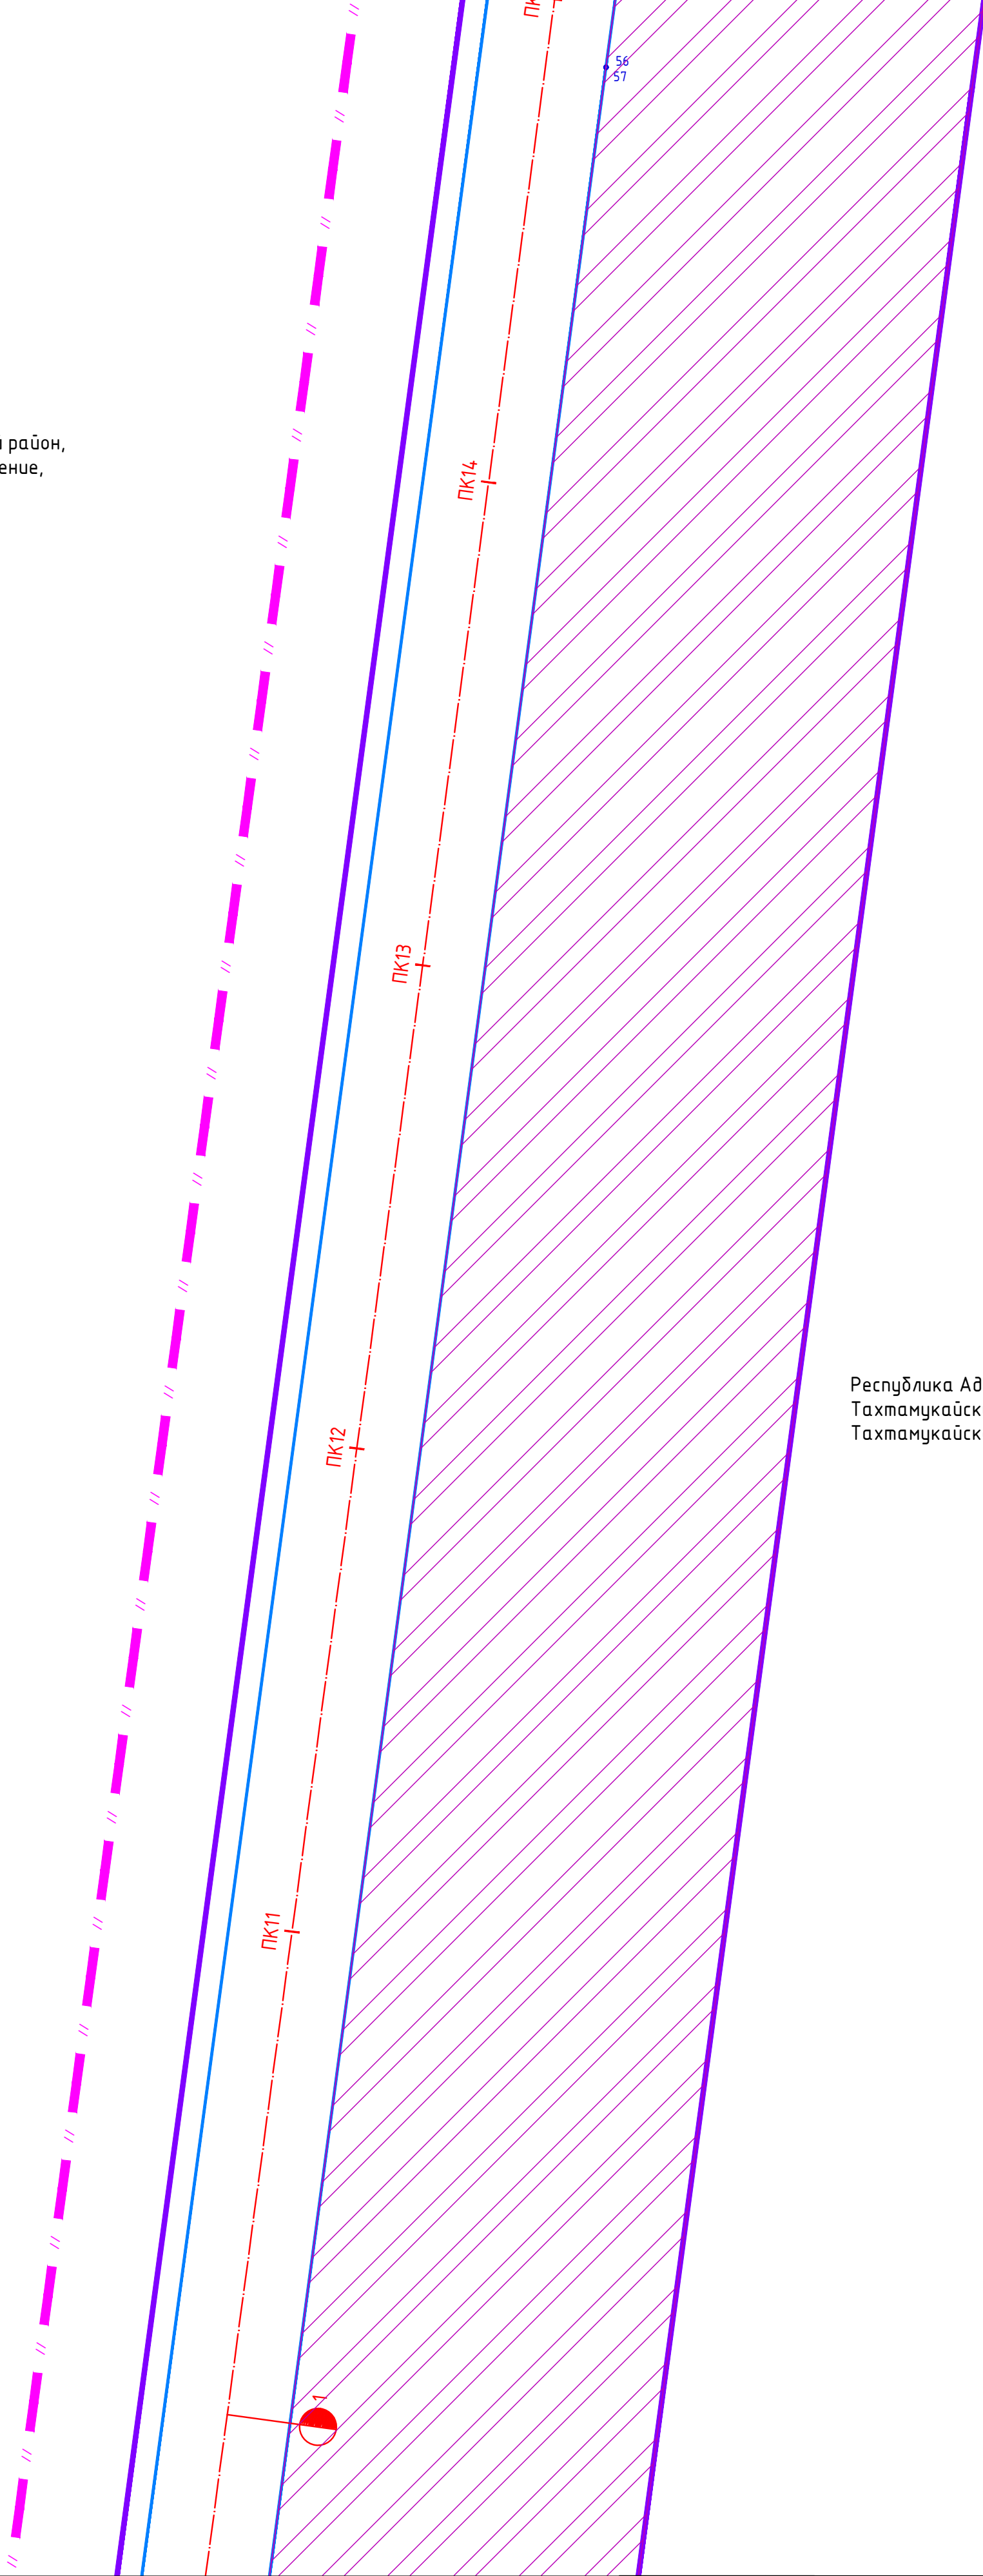 56
57
район,
ение,
ПК14
ПК13
Республика Ад
Тахтамукайск
Тахтамукайск
ПК12
ПК11
1